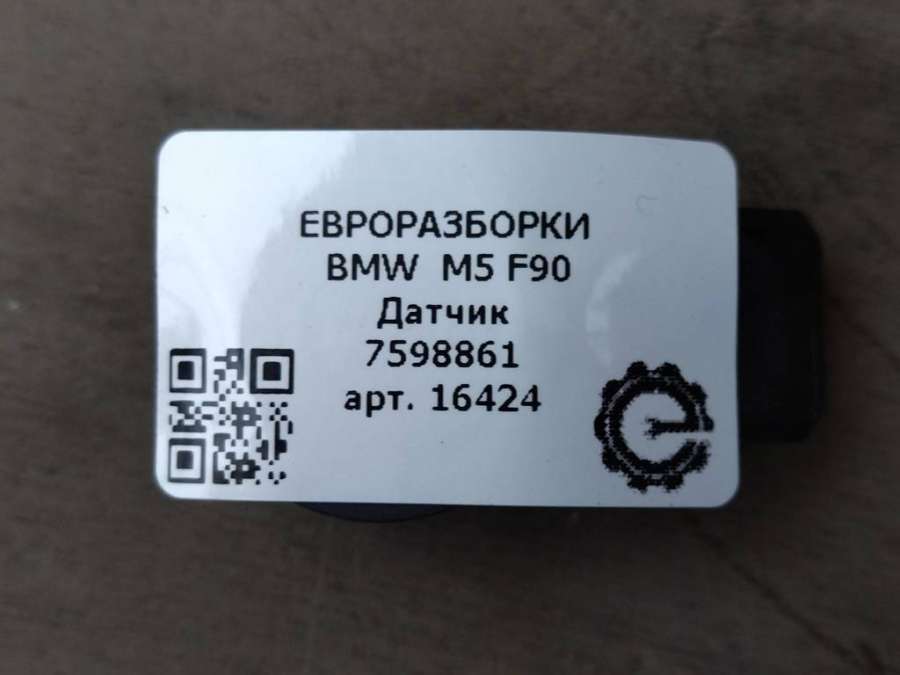 ЕВРОРАЗБОРКИ
BMW M5 F90
Датчик
7598861
арт. 16424